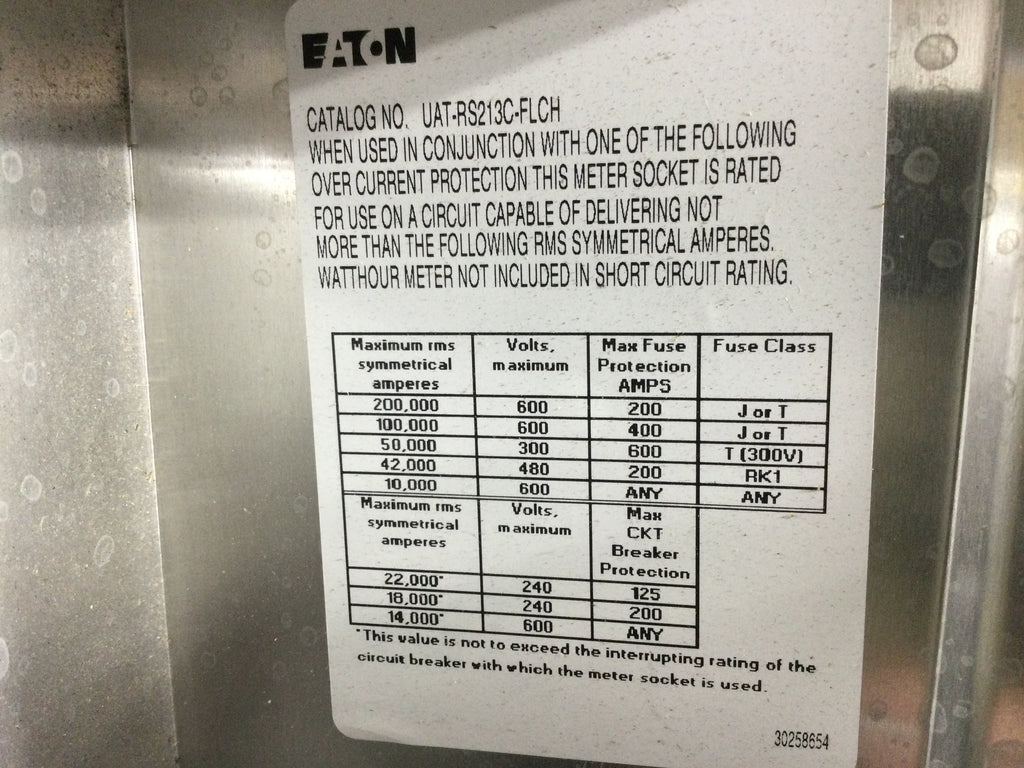 EATON
CATALOG NO. UAT-RS213C-FLCH
WHEN USED IN CONJUNCTION WITH ONE OF THE FOLLOWING
OVER CURRENT PROTECTION THIS METER SOCKET IS RATED
FOR USE ON A CIRCUIT CAPABLE OF DELIVERING NOT
MORE THAN THE FOLLOWING RMS SYMMETRICAL AMPERES.
WATTHOUR METER NOT INCLUDED IN SHORT CIRCUIT RATING.
Maximum rms symmetrical amperes Volts, maximum Max Fuse Protection AMPS Fuse Class
200,000 600 200 J or T
100,000 600 400 J or T
50,000 300 600 T (300V)
42,000 480 200 RK1
10,000 600 ANY ANY
Maximum rms symmetrical amperes Volts, maximum Max CKT Breaker Protection
22,000* 240 125
18,000* 240 200
14,000* 600 ANY
*This value is not to exceed the interrupting rating of the
circuit breaker with which the meter socket is used.
30258654